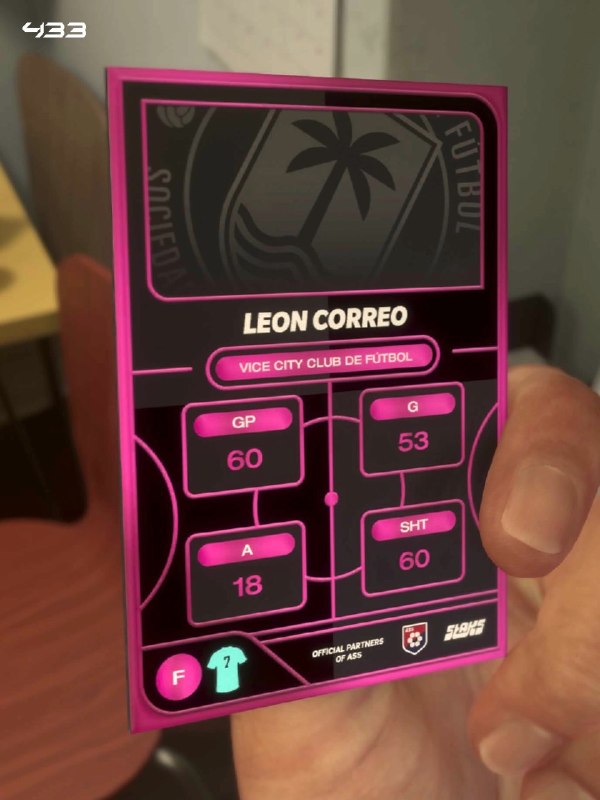 433
SOCIEDA
FÚTBOL
LEON CORREO
VICE CITY CLUB DE FÚTBOL
GP
G
60
53
A
SHT
18
60
F
7
OFFICIAL PARTNERS
OF ASS
ASS